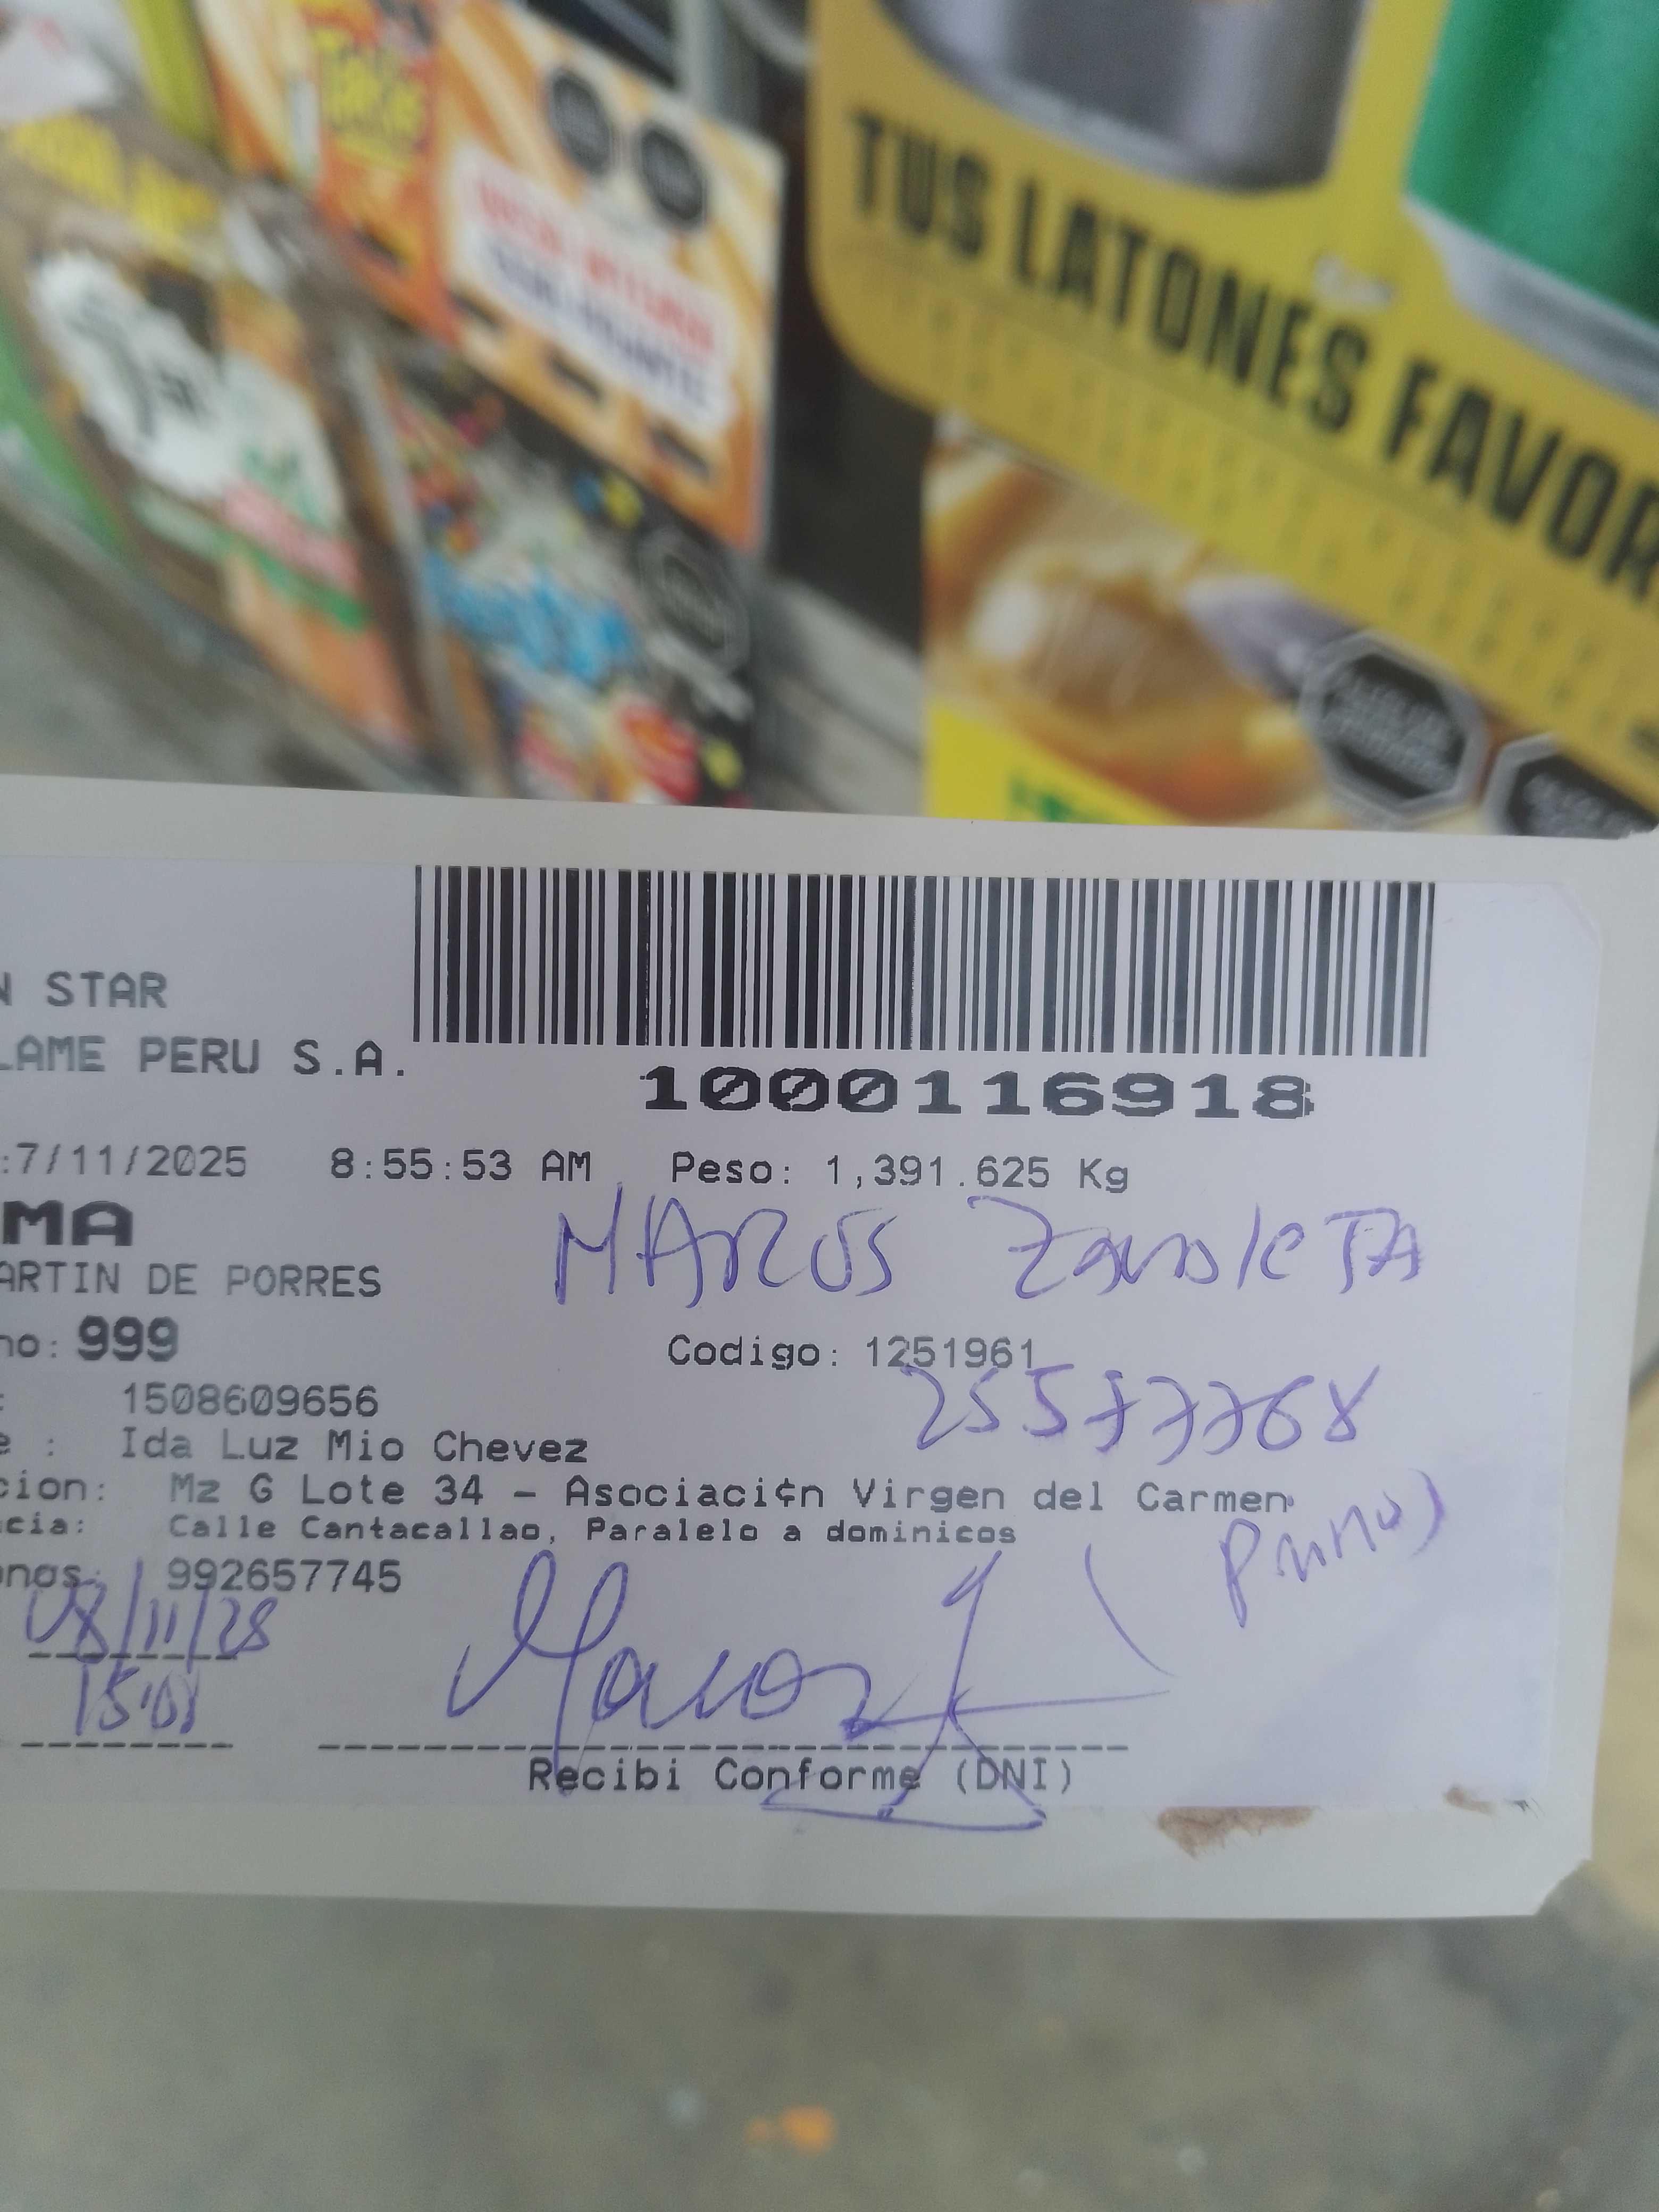 Take
TUS LATONES FAVOR
N STAR
LAME PERU S.A.
1000116918
:7/11/2025 8:55:53 AM Peso: 1,391.625 Kg
MA
MARCOS
ARTIN DE PORRES
no: 999
Codigo: 1251961
: 1508609656
25577768
e : Ida Luz Mio Chevez
cion: Mz G Lote 34 - Asociaci¢n Virgen del Carmen
cia: Calle Cantacallao, Paralelo a dominicos
onos: 992657745
08/11/25
15:01
Recibi Conforme (DNI)